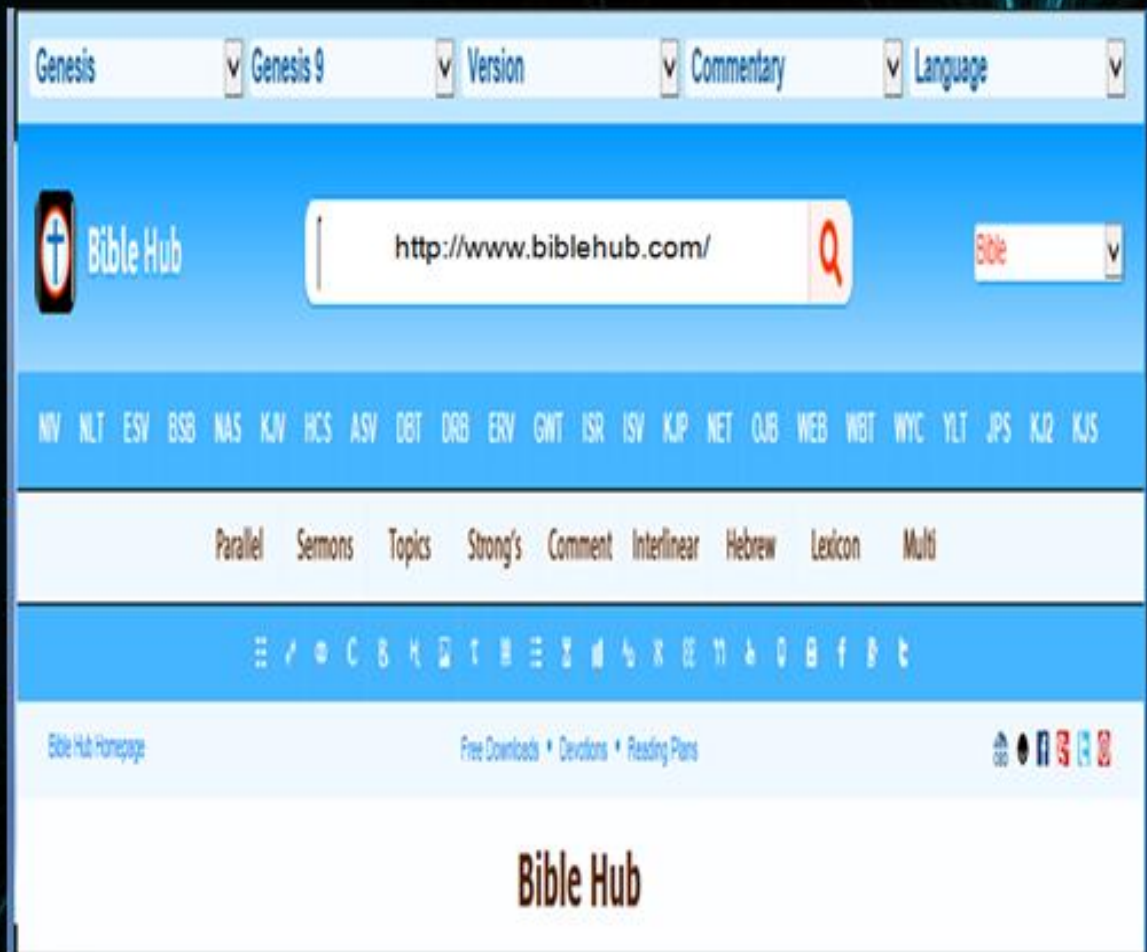 Genesis Genesis 9 Version Commentary Language
Bible Hub http://www.biblehub.com/ Bible
NIV NLT ESV BSB NAS KJV HCS ASV DBT DRB ERV GWT ISR ISV KJP NET OJB WEB WBT WYC YLT JPS KJ2 KJS
Parallel Sermons Topics Strong's Comment Interlinear Hebrew Lexicon Multi
Bible Hub Homepage Free Downloads • Devotions • Reading Plans
Bible Hub